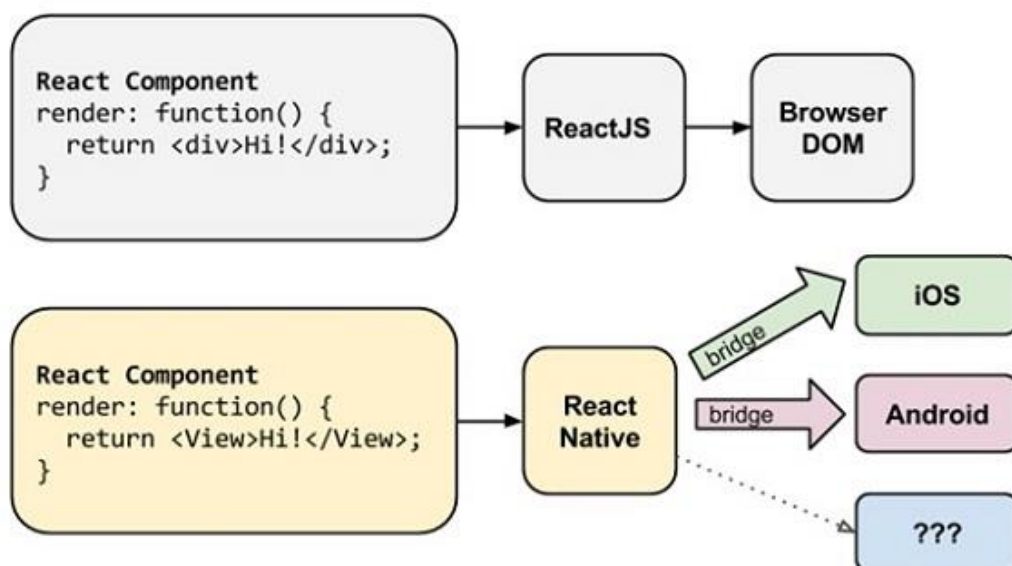 React Component
render: function() {
  return <div>Hi!</div>;
}
ReactJS
Browser
DOM
React Component
render: function() {
  return <View>Hi!</View>;
}
React
Native
bridge
iOS
bridge
Android
???